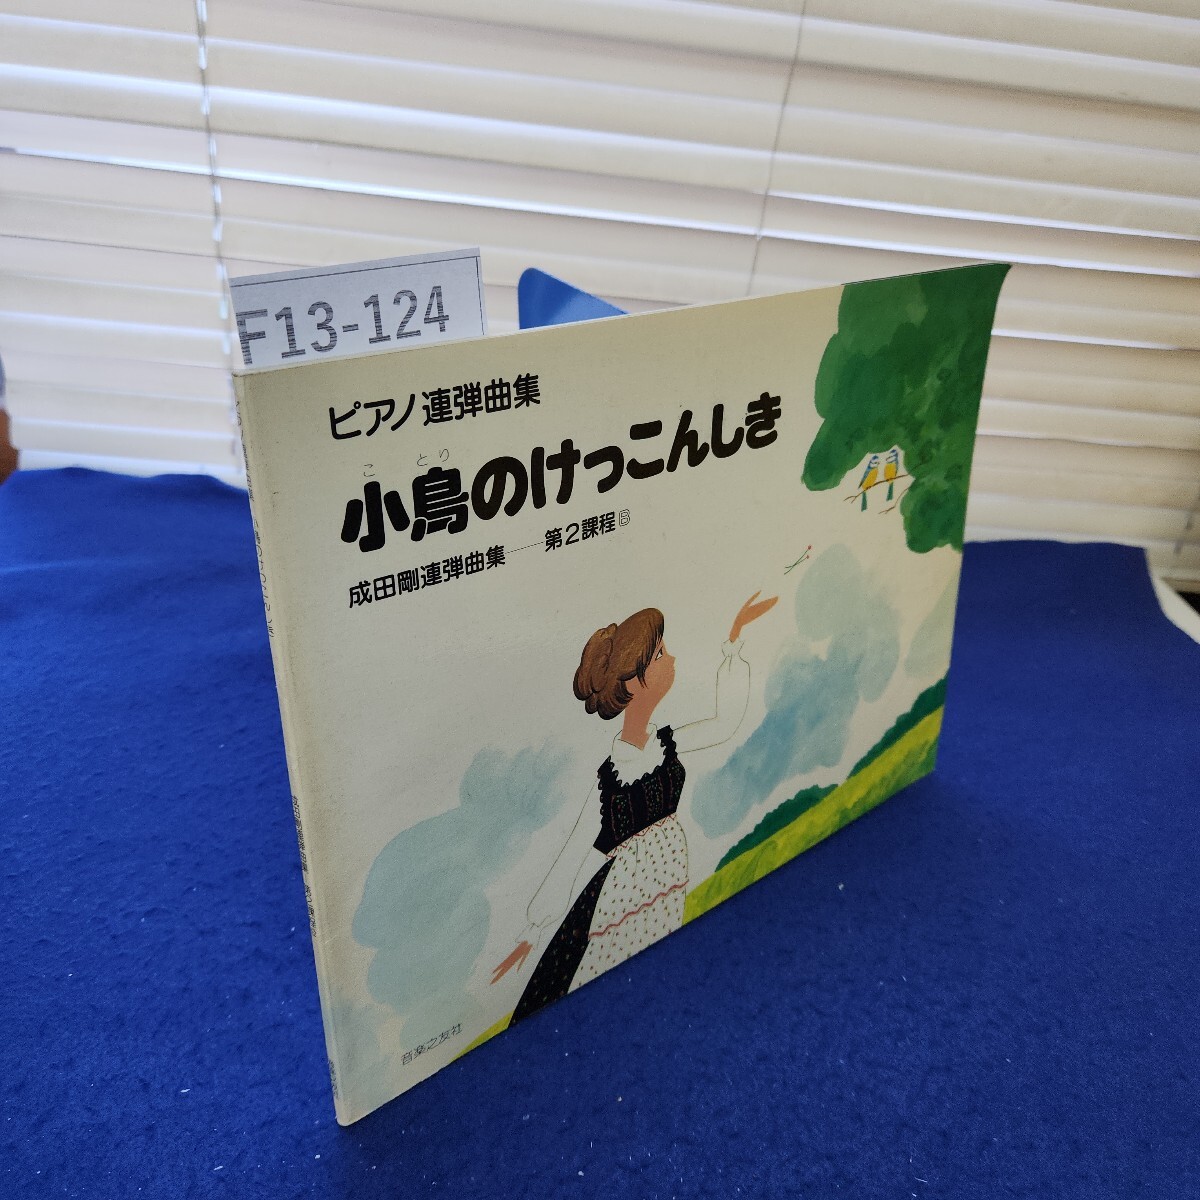 F13-124
ピアノ連弾曲集
ことり
小鳥のけっこんしき
成田剛連弾曲集――第2課程Ⓑ
音楽之友社